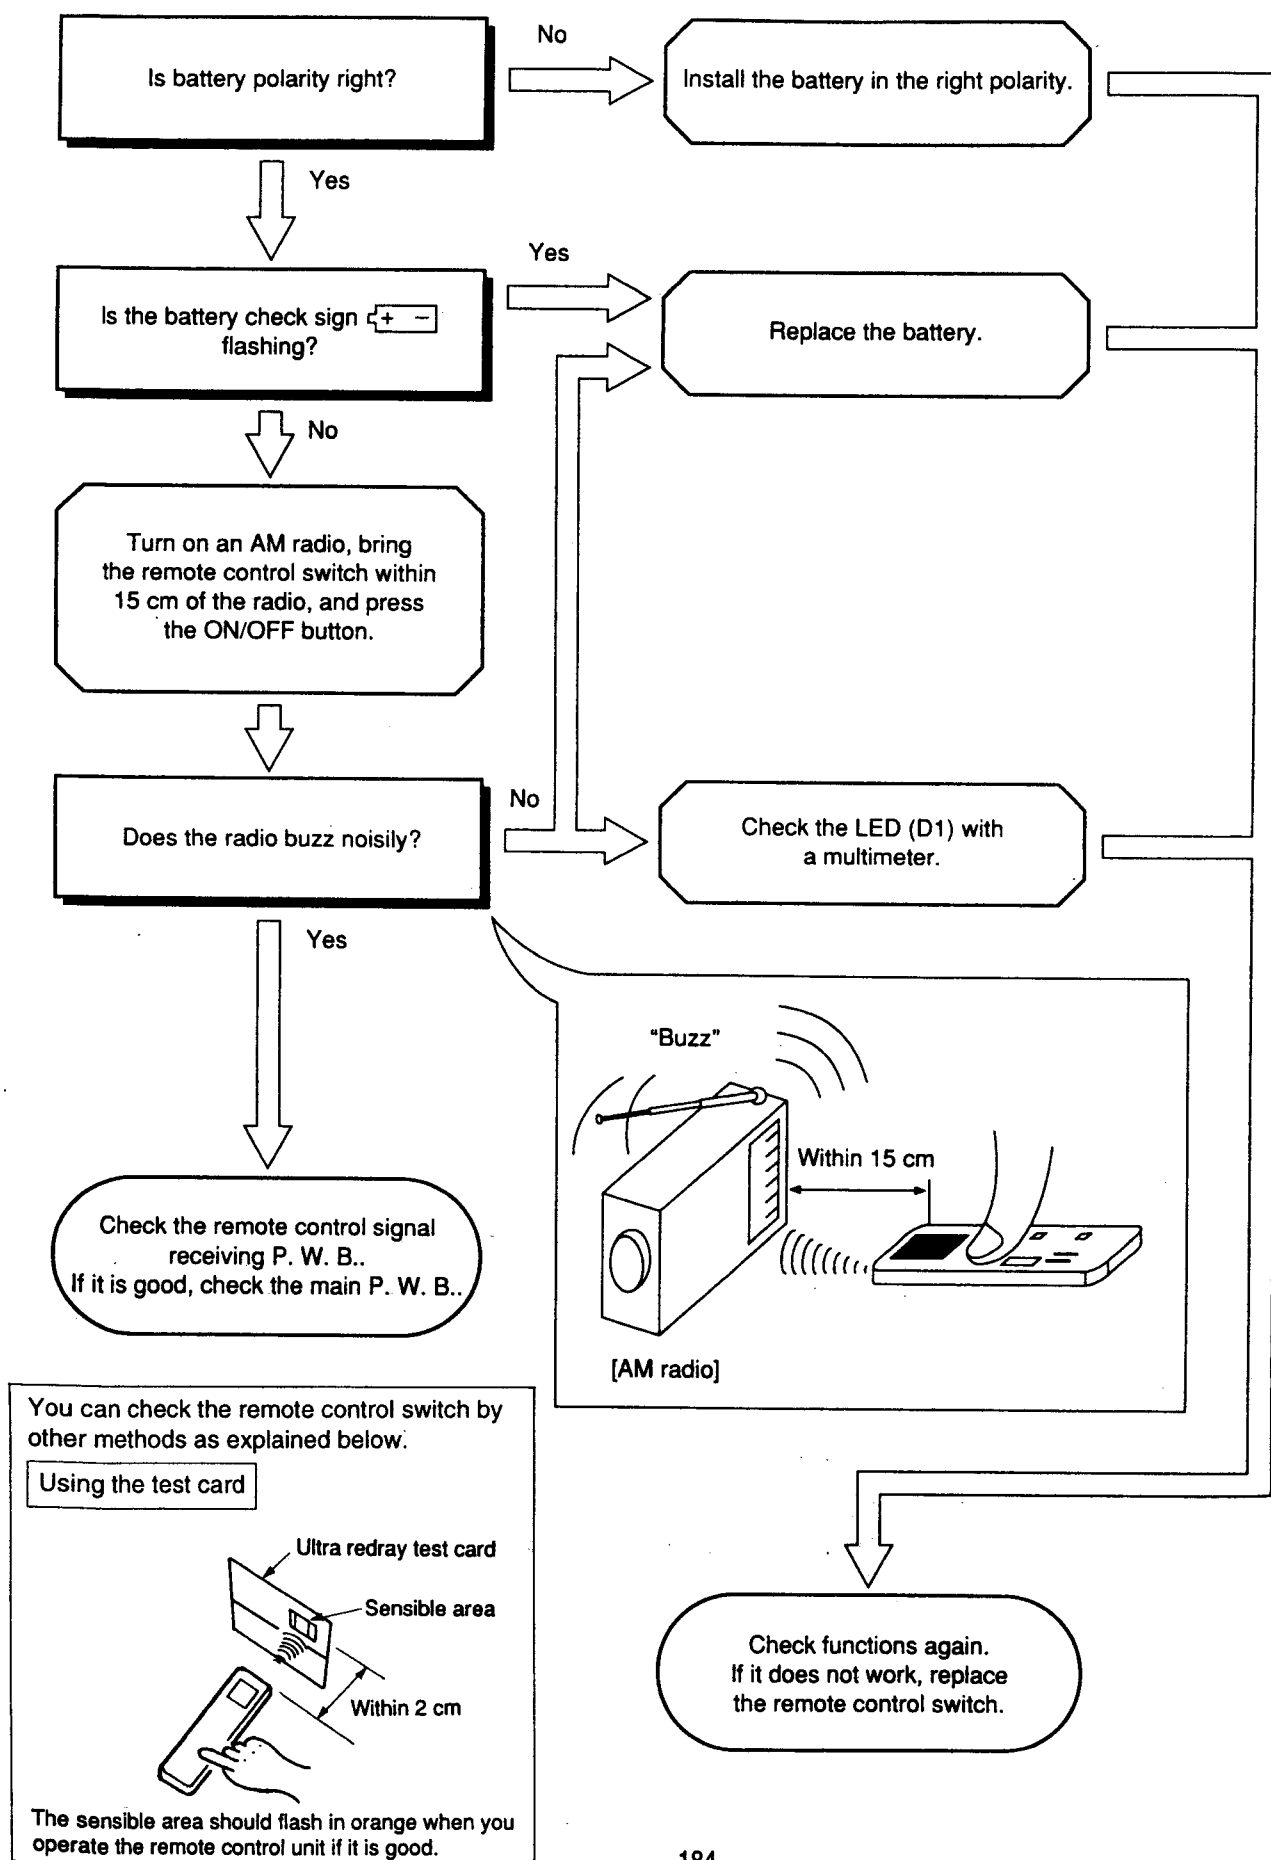 Is battery polarity right?
No
Install the battery in the right polarity.
Yes
Is the battery check sign + −
flashing?
Yes
Replace the battery.
No
Turn on an AM radio, bring
the remote control switch within
15 cm of the radio, and press
the ON/OFF button.
Does the radio buzz noisily?
No
Check the LED (D1) with
a multimeter.
Yes
"Buzz"
Within 15 cm
[AM radio]
Check the remote control signal
receiving P. W. B..
If it is good, check the main P. W. B..
You can check the remote control switch by
other methods as explained below.
Using the test card
Ultra redray test card
Sensible area
Within 2 cm
The sensible area should flash in orange when you
operate the remote control unit if it is good.
Check functions again.
If it does not work, replace
the remote control switch.